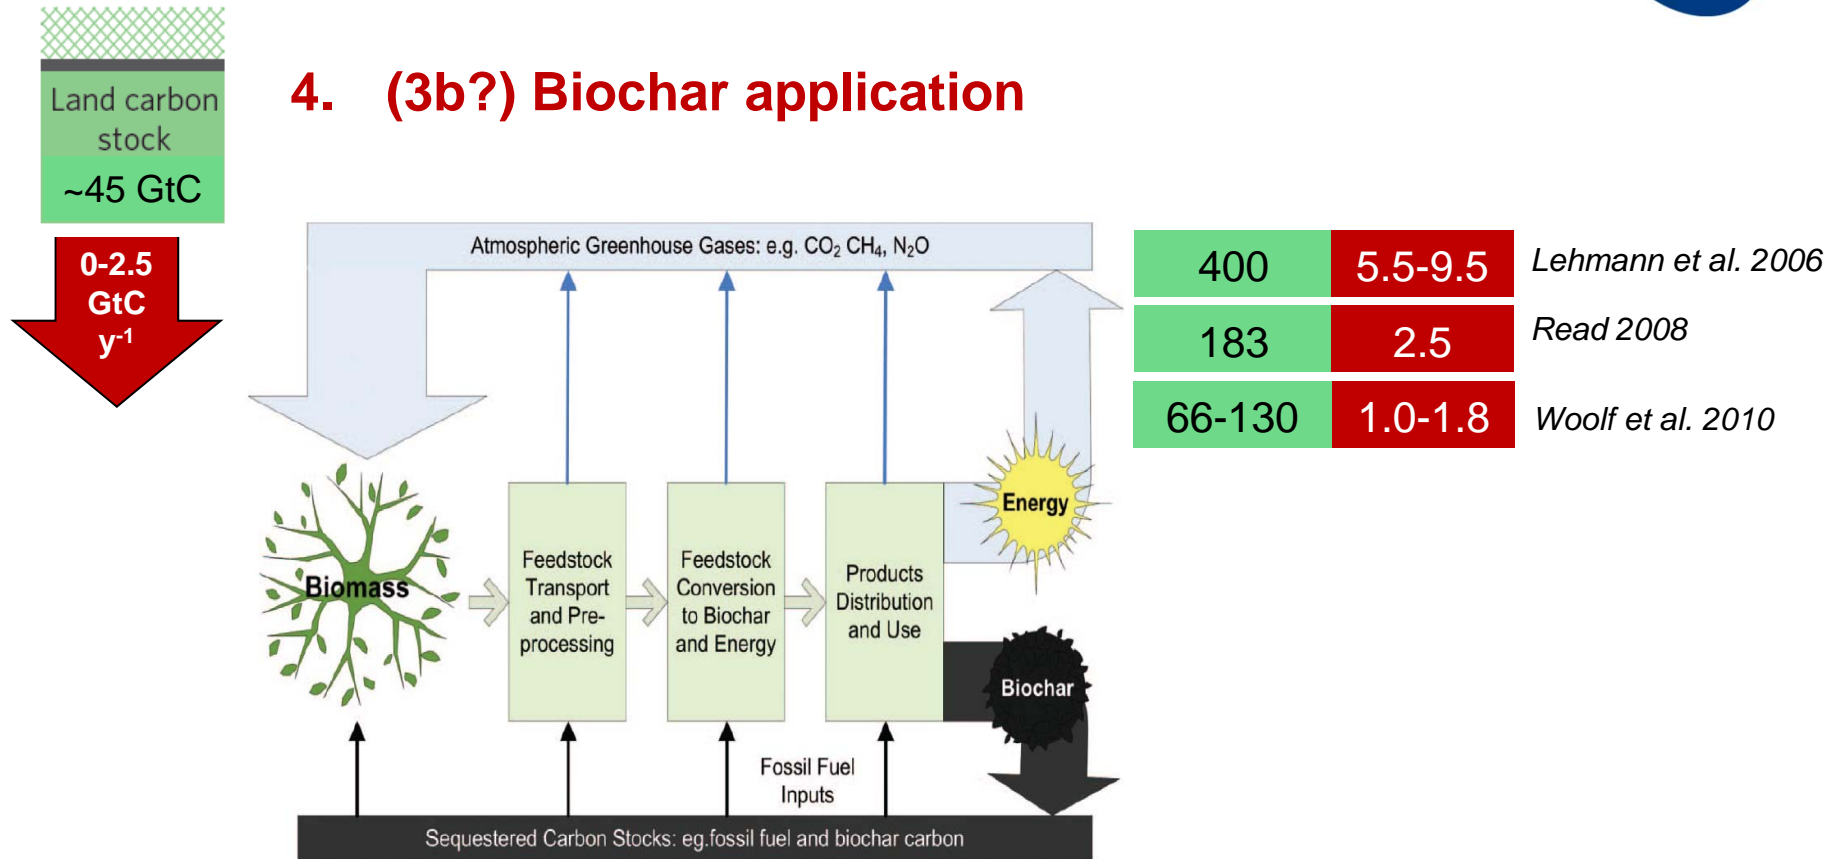 4. (3b?) Biochar application
Land carbon
stock
~45 GtC
0-2.5
GtC
y⁻¹
Atmospheric Greenhouse Gases: e.g. CO₂ CH₄, N₂O
Biomass
Feedstock
Transport
and Pre-
processing
Feedstock
Conversion
to Biochar
and Energy
Products
Distribution
and Use
Energy
Biochar
Fossil Fuel
Inputs
Sequestered Carbon Stocks: eg.fossil fuel and biochar carbon
400 5.5-9.5 Lehmann et al. 2006
183 2.5 Read 2008
66-130 1.0-1.8 Woolf et al. 2010